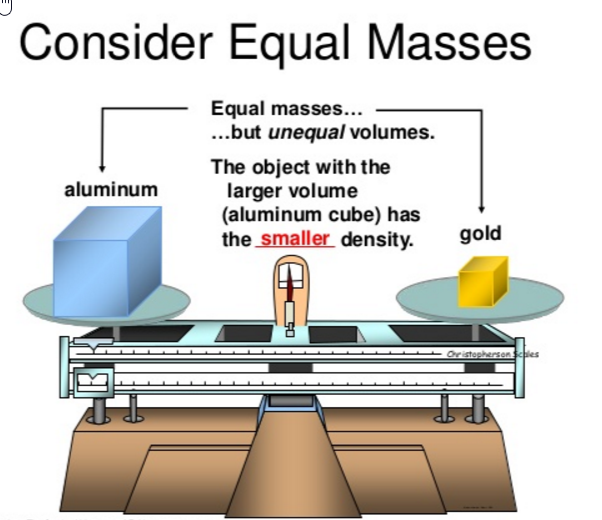 Consider Equal Masses
Equal masses…
…but unequal volumes.
The object with the
larger volume
(aluminum cube) has
the smaller density.
aluminum
gold
Christopherson Scales